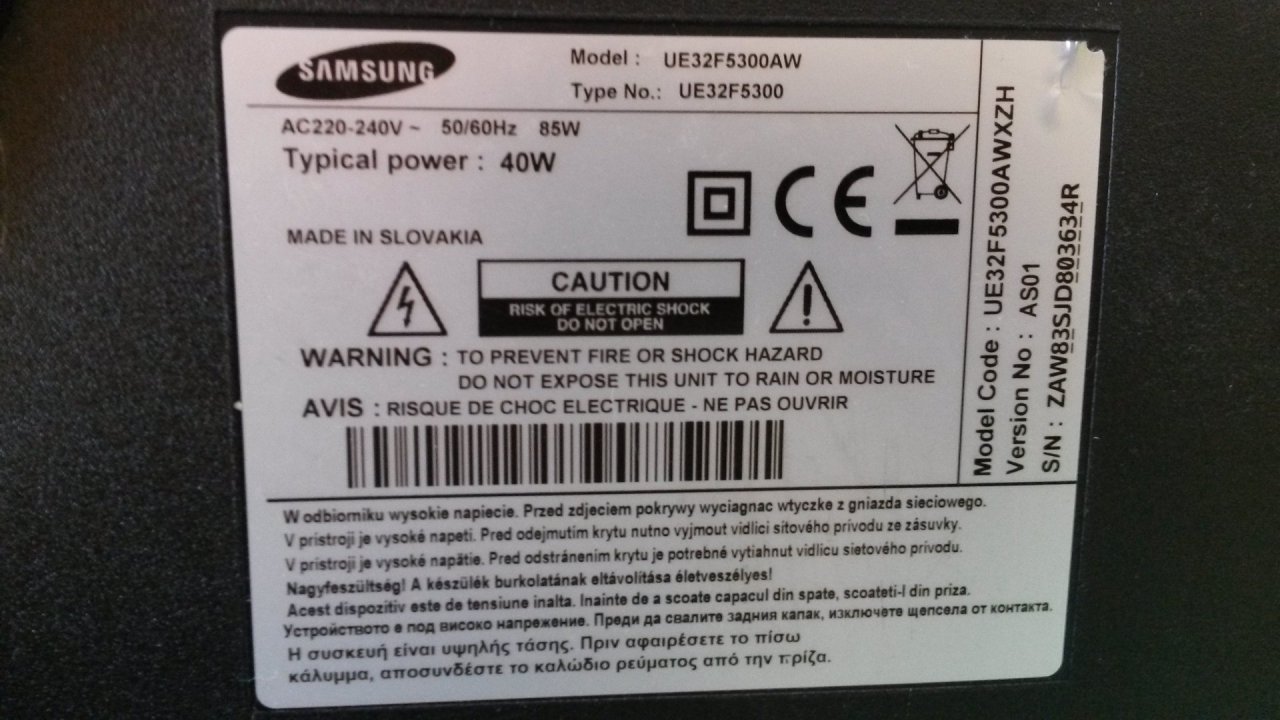 SAMSUNG
Model : UE32F5300AW
Type No.: UE32F5300
AC220-240V ~ 50/60Hz 85W
Typical power : 40W
MADE IN SLOVAKIA
CE
CAUTION
RISK OF ELECTRIC SHOCK
DO NOT OPEN
WARNING : TO PREVENT FIRE OR SHOCK HAZARD
DO NOT EXPOSE THIS UNIT TO RAIN OR MOISTURE
AVIS : RISQUE DE CHOC ELECTRIQUE - NE PAS OUVRIR
Model Code : UE32F5300AWXZH
Version No : AS01
S/N : ZAW83SJD803634R
W odbiorniku wysokie napiecie. Przed zdjeciem pokrywy wyciagnac wtyczke z gniazda sieciowego.
V pristroji je vysoké napetí. Pred odejmutím krytu nutno vyjmout vidlici sítového prívodu ze zásuvky.
V pristroji je vysoké napätie. Pred odstránením krytu je potrebné vytiahnut vidlicu sietového prívodu.
Nagyfeszültség! A készülék burkolatának eltávolítása életveszélyes!
Acest dispozitiv este de tensiune inalta. Inainte de a scoate capacul din spate, scoateti-l din priza.
Устройството е под високо напрежение. Преди да свалите задния капак, изключете щепсела от контакта.
Η συσκευή είναι υψηλής τάσης. Πριν αφαιρέσετε το πίσω
κάλυμμα, αποσυνδέστε το καλώδιο ρεύματος από την πρίζα.